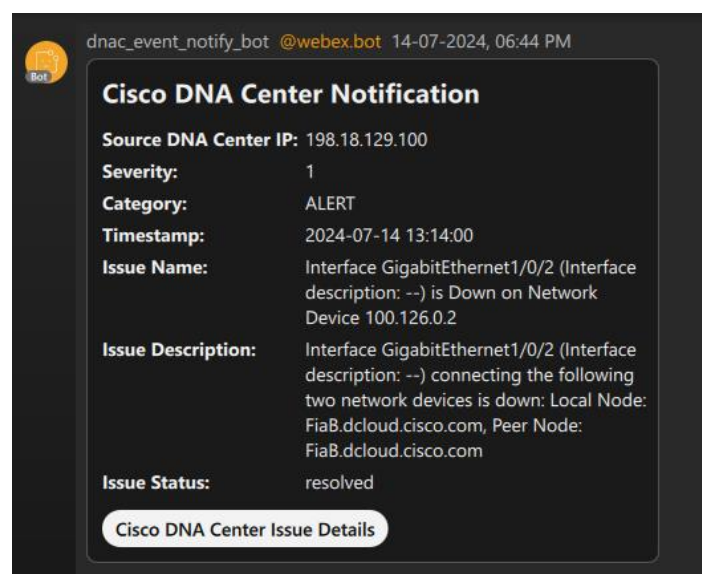 dnac_event_notify_bot @webex.bot 14-07-2024, 06:44 PM
Bot
Cisco DNA Center Notification
Source DNA Center IP: 198.18.129.100
Severity: 1
Category: ALERT
Timestamp: 2024-07-14 13:14:00
Issue Name: Interface GigabitEthernet1/0/2 (Interface
description: --) is Down on Network
Device 100.126.0.2
Issue Description: Interface GigabitEthernet1/0/2 (Interface
description: --) connecting the following
two network devices is down: Local Node:
FiaB.dcloud.cisco.com, Peer Node:
FiaB.dcloud.cisco.com
Issue Status: resolved
Cisco DNA Center Issue Details